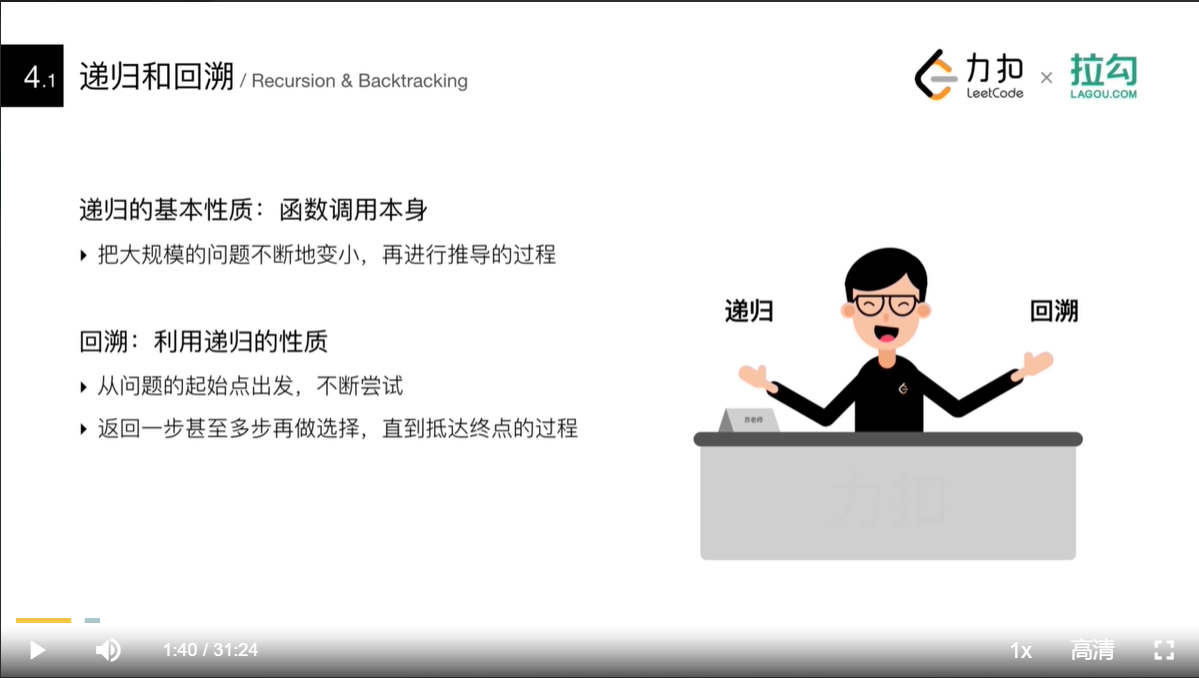 4.1 递归和回溯 / Recursion & Backtracking
力扣
LeetCode
×
拉勾
LAGOU.COM
递归的基本性质：函数调用本身
把大规模的问题不断地变小，再进行推导的过程
回溯：利用递归的性质
从问题的起始点出发，不断尝试
返回一步甚至多步再做选择，直到抵达终点的过程
递归
回溯
苏老师
力扣
1:40 / 31:24
1x
高清